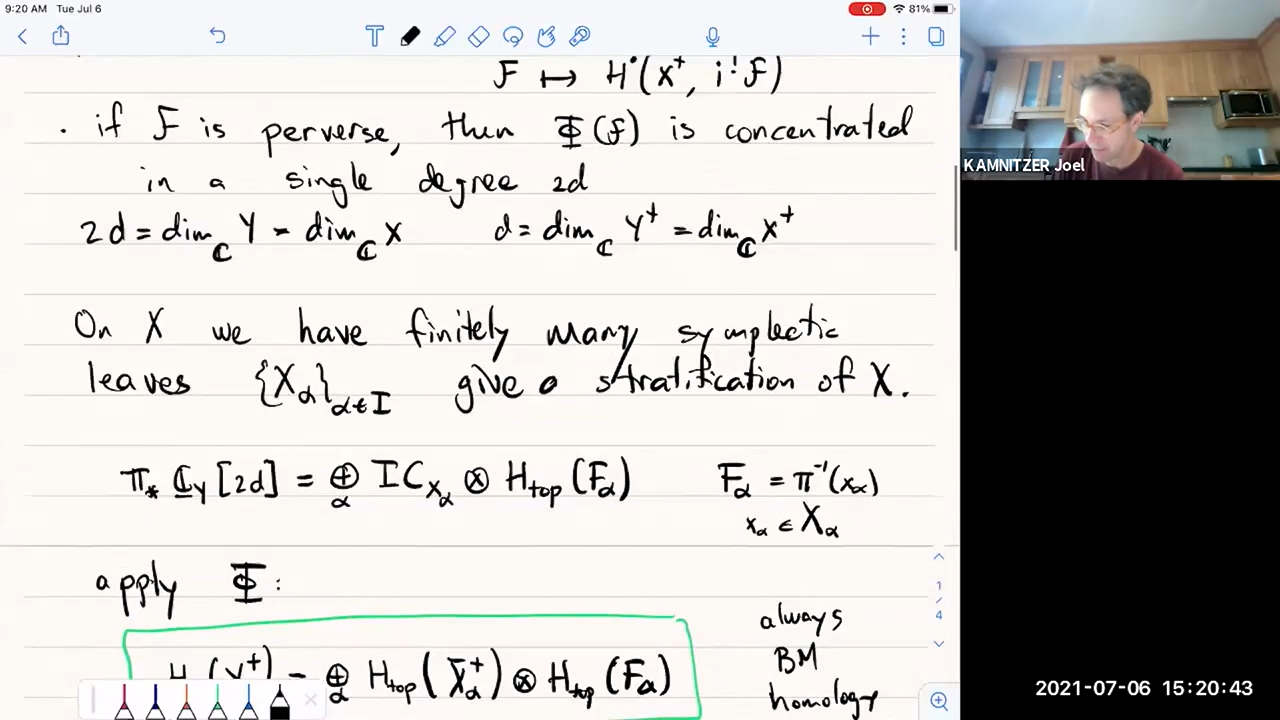 9:20 AM Tue Jul 6
81%
F ↦ H^•(X⁺, i^! F)
· if F is perverse, then Φ(F) is concentrated
in a single degree 2d
2d = dim_C Y = dim_C X d = dim_C Y⁺ = dim_C X⁺
On X we have finitely many symplectic
leaves {X_α}_{α∈I} give a stratification of X.
π_* C_Y [2d] = ⊕_α IC_{X_α} ⊗ H_top(F_α) F_α = π⁻¹(x_α)
x_α ∈ X_α
apply Φ :
always
BM
homology
(Y⁺) = ⊕_α H_top(X̄_α⁺) ⊗ H_top(F_α)
1
/
4
KAMNITZER Joel
2021-07-06 15:20:43